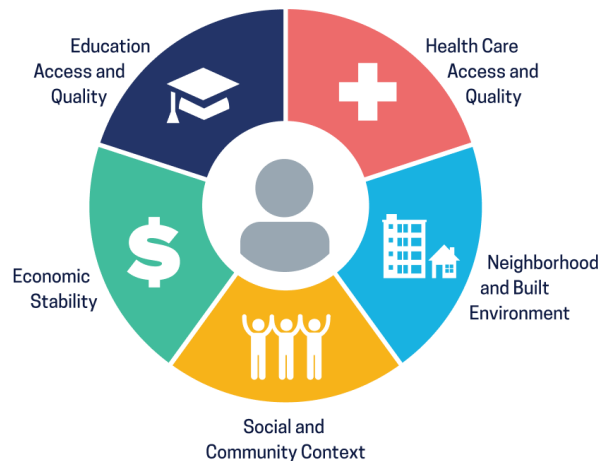 Education
Access and
Quality
Health Care
Access and
Quality
Economic
Stability
Neighborhood
and Built
Environment
Social and
Community Context